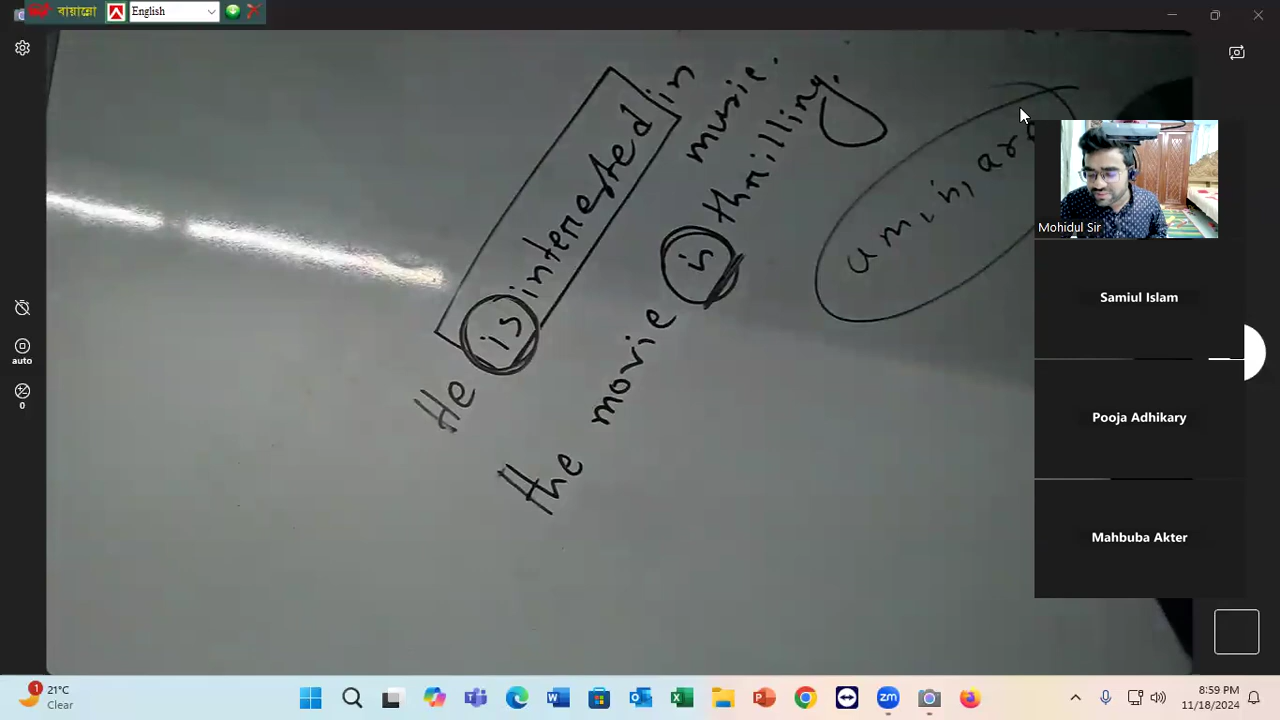 বায়ান্নো
English
He is interested in
music.
The movie is thrilling.
am, is, are
Mohidul Sir
Samiul Islam
Pooja Adhikary
Mahbuba Akter
auto
0
1
21°C
Clear
8:59 PM
11/18/2024